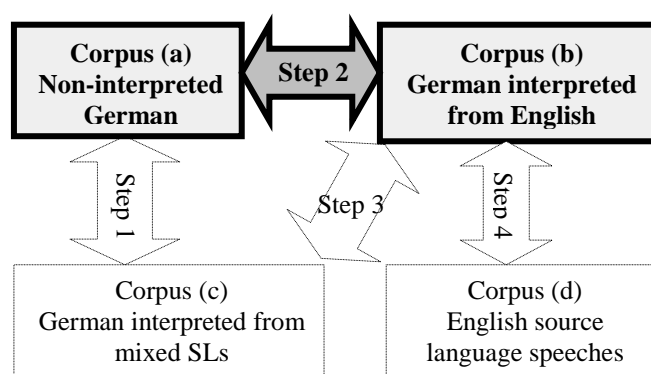 Corpus (a)
Non-interpreted
German
Step 2
Corpus (b)
German interpreted
from English
Step 1
Step 3
Step 4
Corpus (c)
German interpreted from
mixed SLs
Corpus (d)
English source
language speeches